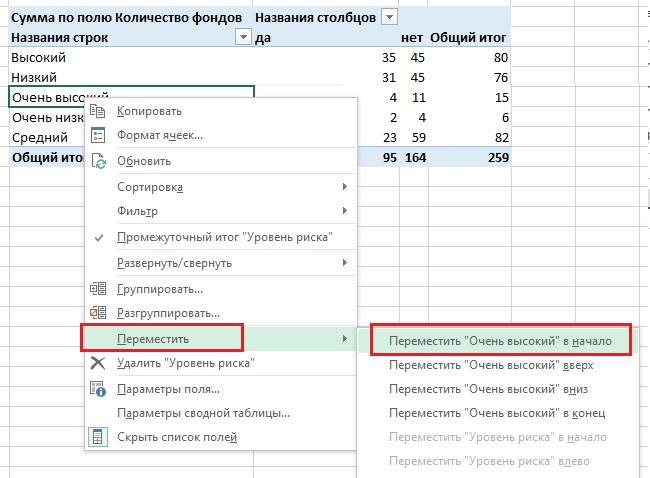 Сумма по полю Количество фондов Названия столбцов
Названия строк да нет Общий итог
Высокий 35 45 80
Низкий 31 45 76
Очень высокий 4 11 15
Очень низк 2 4 6
Средний 23 59 82
Общий ито 95 164 259
Копировать
Формат ячеек...
Обновить
Сортировка
Фильтр
Промежуточный итог "Уровень риска"
Развернуть/свернуть
Группировать...
Разгруппировать...
Переместить
Удалить "Уровень риска"
Параметры поля...
Параметры сводной таблицы...
Скрыть список полей
Переместить "Очень высокий" в начало
Переместить "Очень высокий" вверх
Переместить "Очень высокий" вниз
Переместить "Очень высокий" в конец
Переместить "Уровень риска" в начало
Переместить "Уровень риска" влево